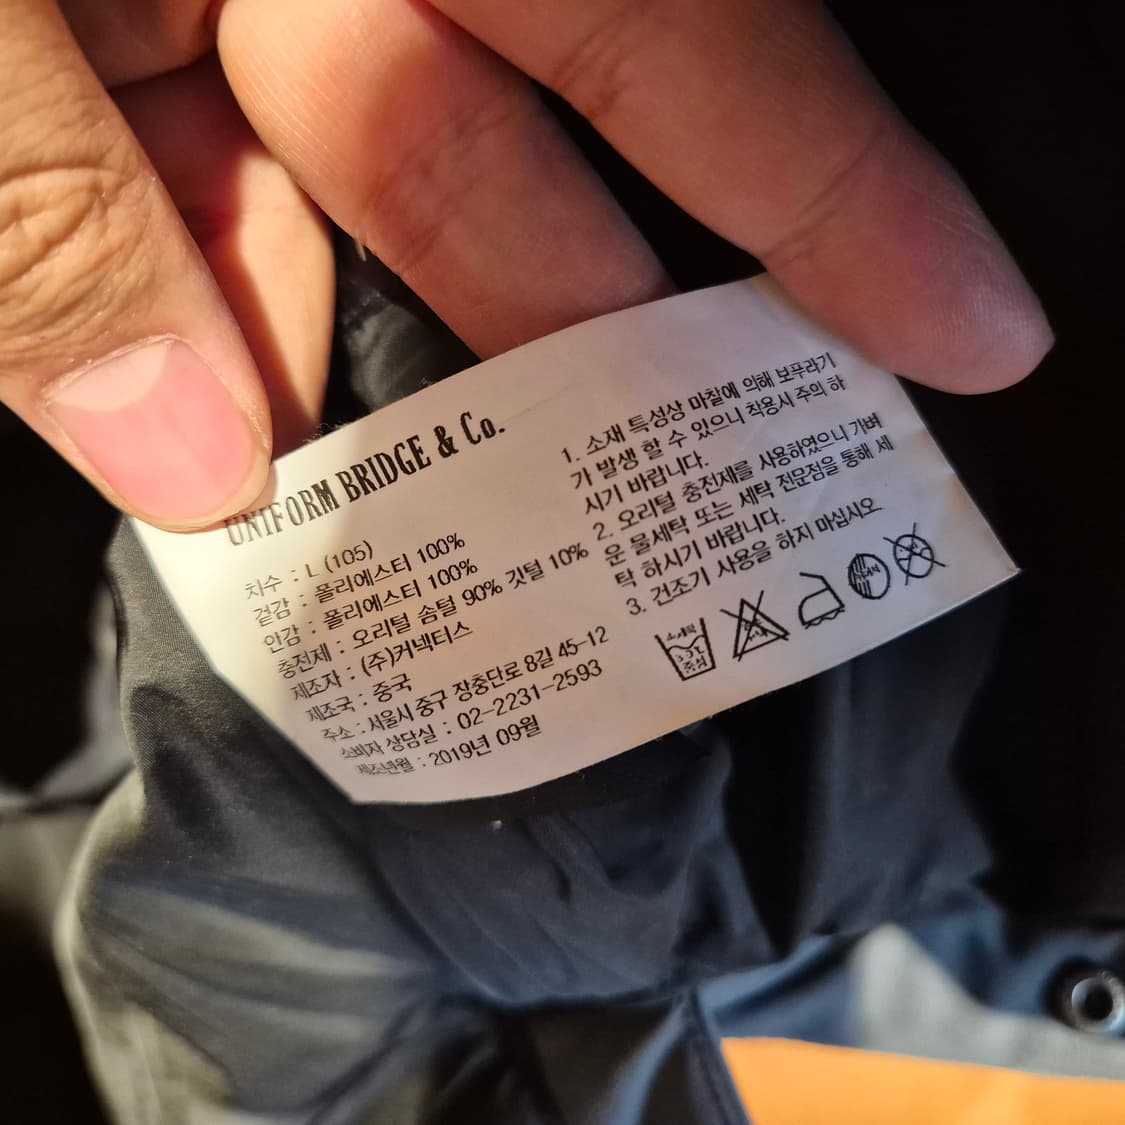 UNIFORM BRIDGE & Co.
치수 : L (105)
겉감 : 폴리에스터 100%
안감 : 폴리에스터 100%
충전제 : 오리털 솜털 90% 깃털 10%
제조자 : (주)커넥터스
제조국 : 중국
주소 : 서울시 중구 장충단로 8길 45-12
소비자 상담실 : 02-2231-2593
제조년월 : 2019년 09월
1. 소재 특성상 마찰에 의해 보푸라기
가 발생 할 수 있으니 착용시 주의 하
시기 바랍니다.
2. 오리털 충전제를 사용하였으니 가벼
운 물세탁 또는 세탁 전문점을 통해 세
탁 하시기 바랍니다.
3. 건조기 사용을 하지 마십시오
중성